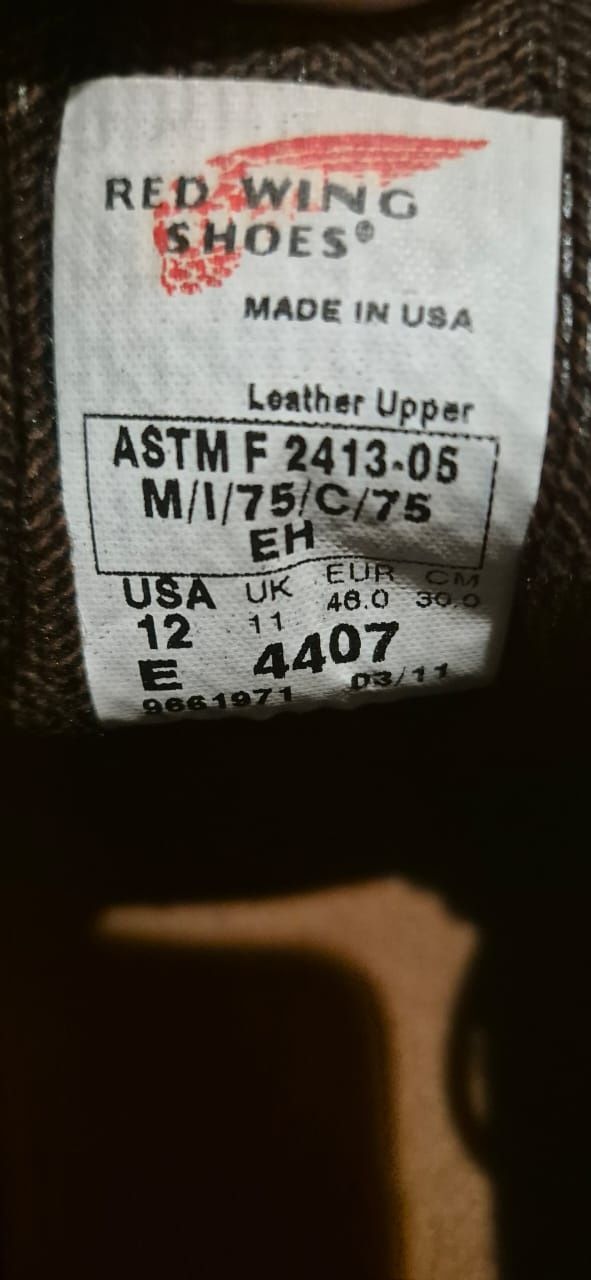 RED WING
SHOES®
MADE IN USA
Leather Upper
ASTM F 2413-05
M/I/75/C/75
EH
USA UK EUR CM
12 11 46.0 30.0
E 4407
9661971 03/11